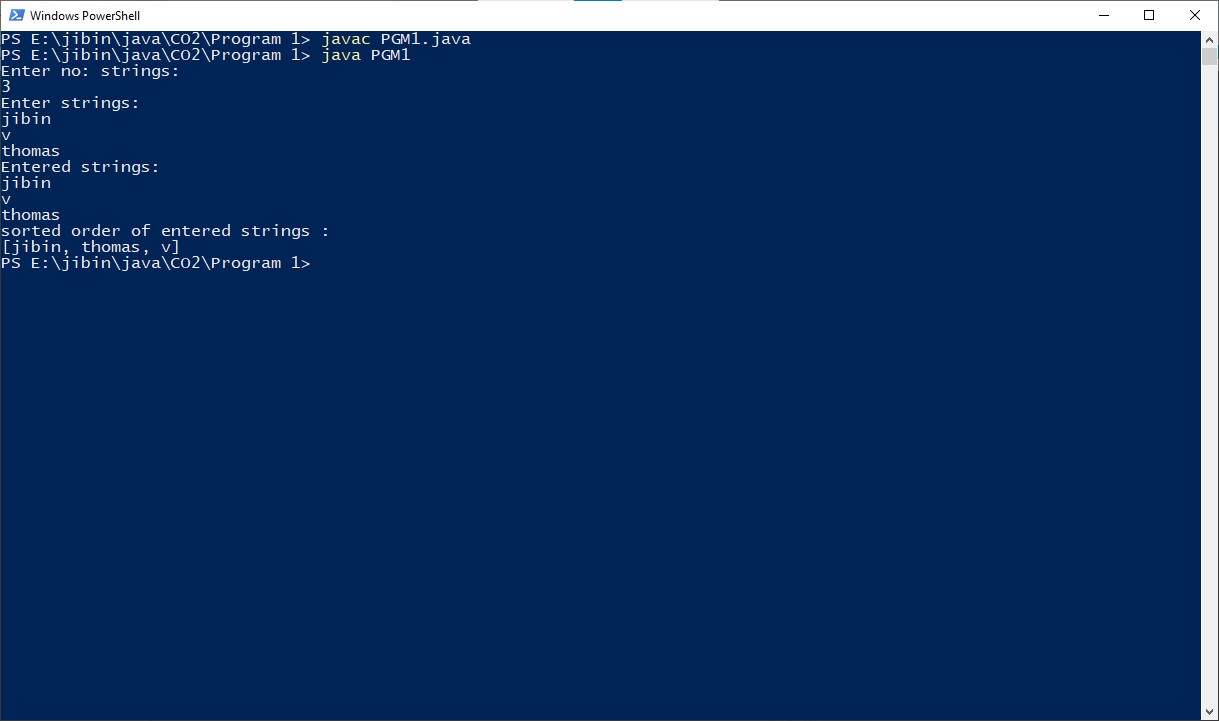 Windows PowerShell
PS E:\jibin\java\CO2\Program 1> javac PGM1.java
PS E:\jibin\java\CO2\Program 1> java PGM1
Enter no: strings:
3
Enter strings:
jibin
v
thomas
Entered strings:
jibin
v
thomas
sorted order of entered strings :
[jibin, thomas, v]
PS E:\jibin\java\CO2\Program 1>